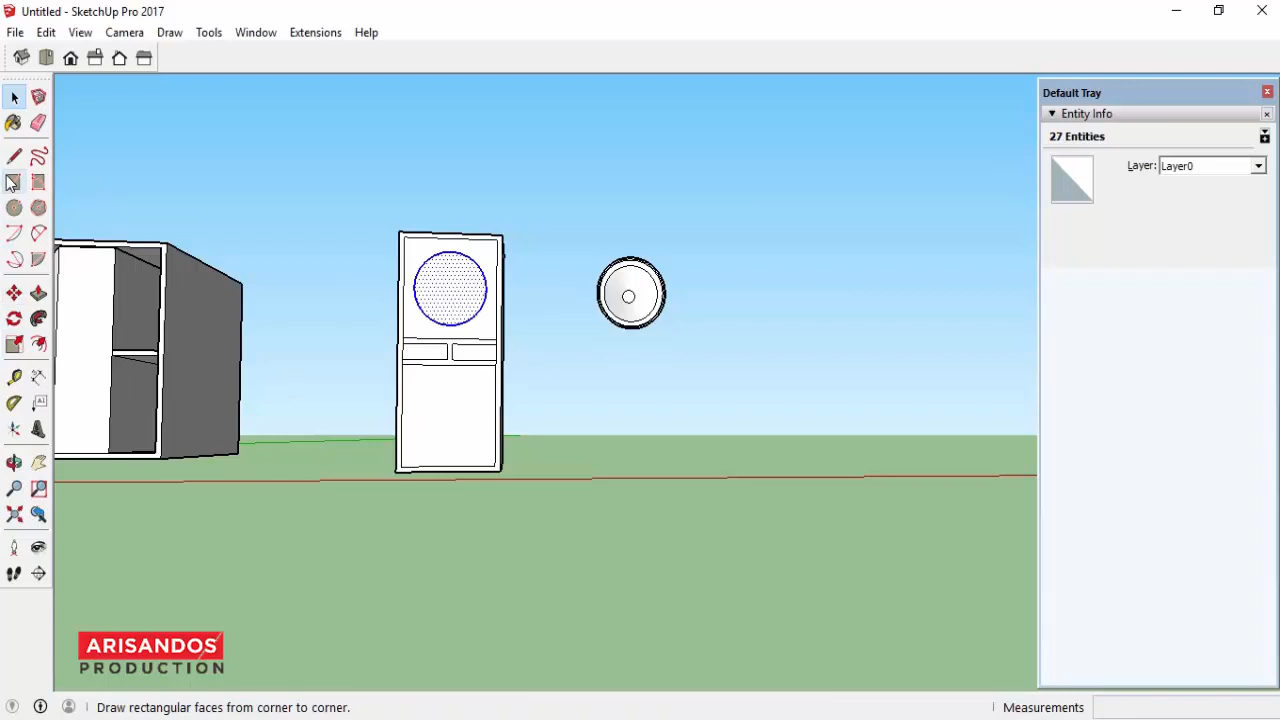 Untitled - SketchUp Pro 2017
File Edit View Camera Draw Tools Window Extensions Help
Default Tray
Entity Info
27 Entities
Layer: Layer0
ARISANDOS
PRODUCTION
Draw rectangular faces from corner to corner.
Measurements